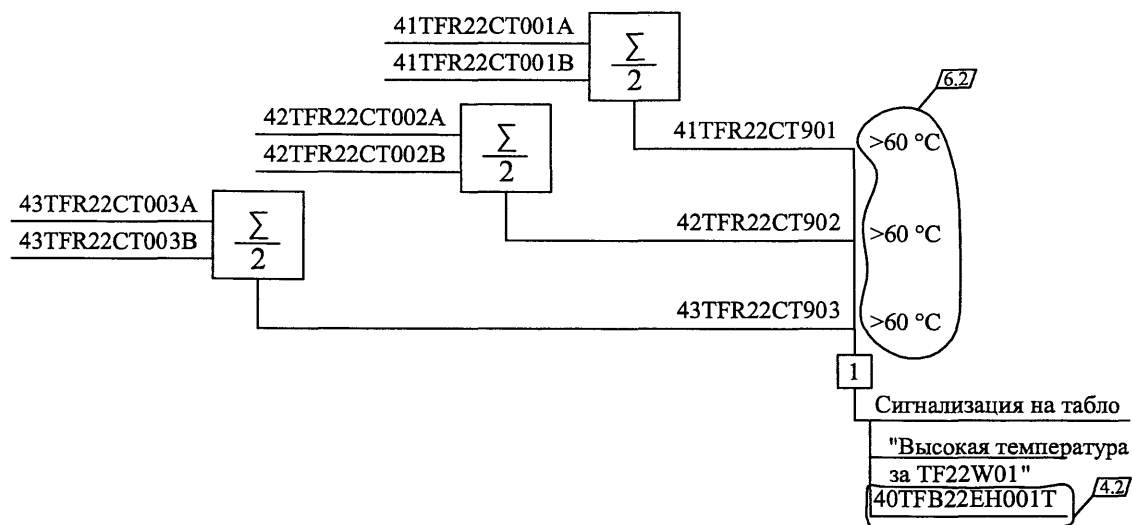 41TFR22CT001A
41TFR22CT001B
Σ
2
6.2
42TFR22CT002A
42TFR22CT002B
Σ
2
41TFR22CT901
>60 °C
43TFR22CT003A
43TFR22CT003B
Σ
2
42TFR22CT902
>60 °C
43TFR22CT903
>60 °C
1
Сигнализация на табло
"Высокая температура
за TF22W01"
40TFB22EH001T
4.2